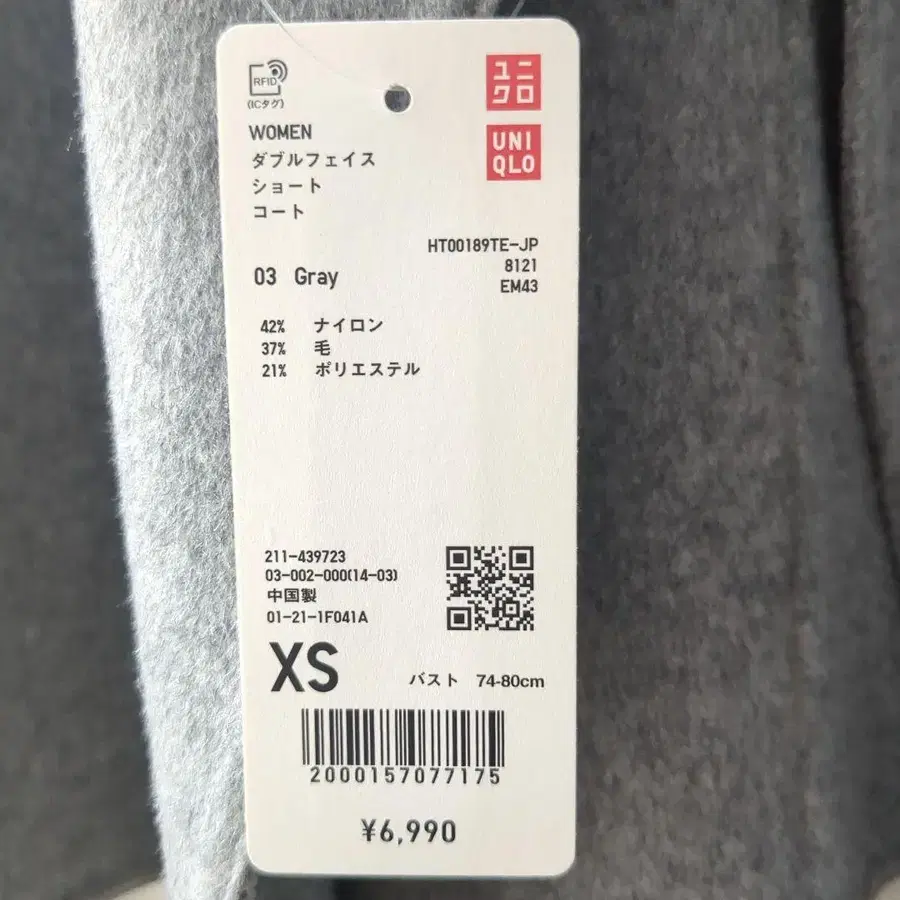 RFID
(ICタグ)
ユニ
クロ
UNI
QLO
WOMEN
ダブルフェイス
ショート
コート
HT00189TE-JP
8121
EM43
03 Gray
42% ナイロン
37% 毛
21% ポリエステル
211-439723
03-002-000(14-03)
中国製
01-21-1F041A
XS
バスト 74-80cm
2000157077175
¥6,990